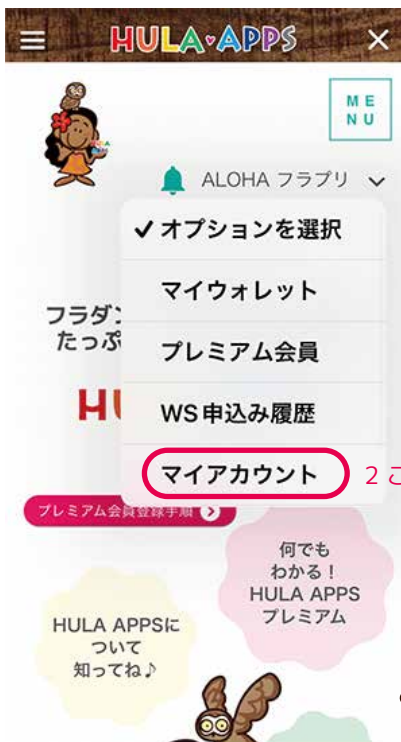 HULA♥APPS
ME
NU
ALOHA フラプリ
✓オプションを選択
マイウォレット
プレミアム会員
WS申込み履歴
マイアカウント
2こ
フラダン
たっぷ
HU
プレミアム会員登録手順
何でも
わかる！
HULA APPS
プレミアム
HULA APPSに
ついて
知ってね♪